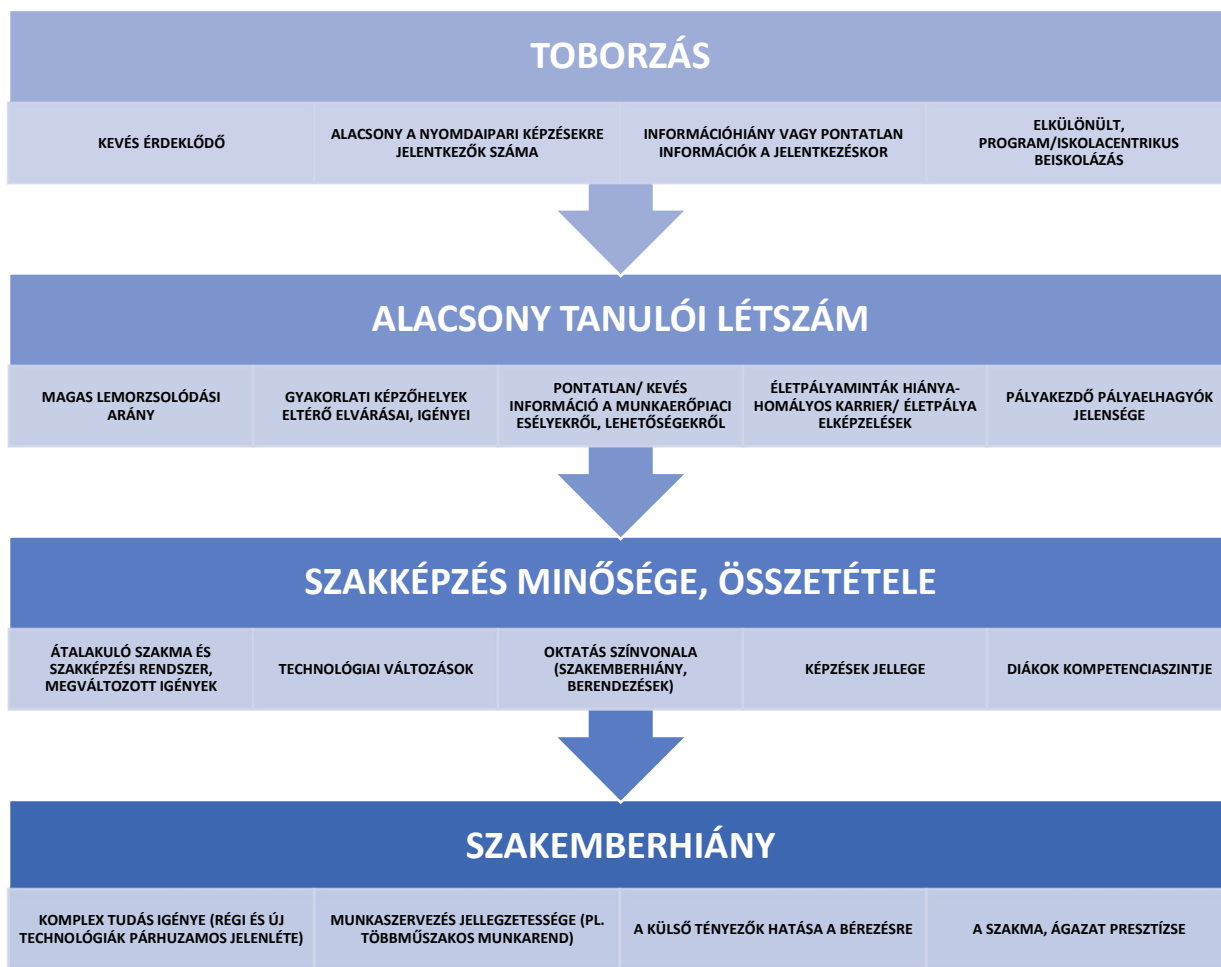 TOBORZÁS
KEVÉS ÉRDEKLŐDŐ
ALACSONY A NYOMDAIPARI KÉPZÉSEKRE
JELENTKEZŐK SZÁMA
INFORMÁCIÓHIÁNY VAGY PONTATLAN
INFORMÁCIÓK A JELENTKEZÉSKOR
ELKÜLÖNÜLT,
PROGRAM/ISKOLACENTRIKUS
BEISKOLÁZÁS
ALACSONY TANULÓI LÉTSZÁM
MAGAS LEMORZSOLÓDÁSI
ARÁNY
GYAKORLATI KÉPZŐHELYEK
ELTÉRŐ ELVÁRÁSAI, IGÉNYEI
PONTATLAN/ KEVÉS
INFORMÁCIÓ A MUNKAERŐPIACI
ESÉLYEKRŐL, LEHETŐSÉGEKRŐL
ÉLETPÁLYAMINTÁK HIÁNYA-
HOMÁLYOS KARRIER/ ÉLETPÁLYA
ELKÉPZELÉSEK
PÁLYAKEZDŐ PÁLYAELHAGYÓK
JELENSÉGE
SZAKKÉPZÉS MINŐSÉGE, ÖSSZETÉTELE
ÁTALAKULÓ SZAKMA ÉS
SZAKKÉPZÉSI RENDSZER,
MEGVÁLTOZOTT IGÉNYEK
TECHNOLÓGIAI VÁLTOZÁSOK
OKTATÁS SZÍNVONALA
(SZAKEMBERHIÁNY,
BERENDEZÉSEK)
KÉPZÉSEK JELLEGE
DIÁKOK KOMPETENCIASZINTJE
SZAKEMBERHIÁNY
KOMPLEX TUDÁS IGÉNYE (RÉGI ÉS ÚJ
TECHNOLÓGIÁK PÁRHUZAMOS JELENLÉTE)
MUNKASZERVEZÉS JELLEGZETESSÉGE (PL.
TÖBBMŰSZAKOS MUNKAREND)
A KÜLSŐ TÉNYEZŐK HATÁSA A BÉREZÉSRE
A SZAKMA, ÁGAZAT PRESZTÍZSE